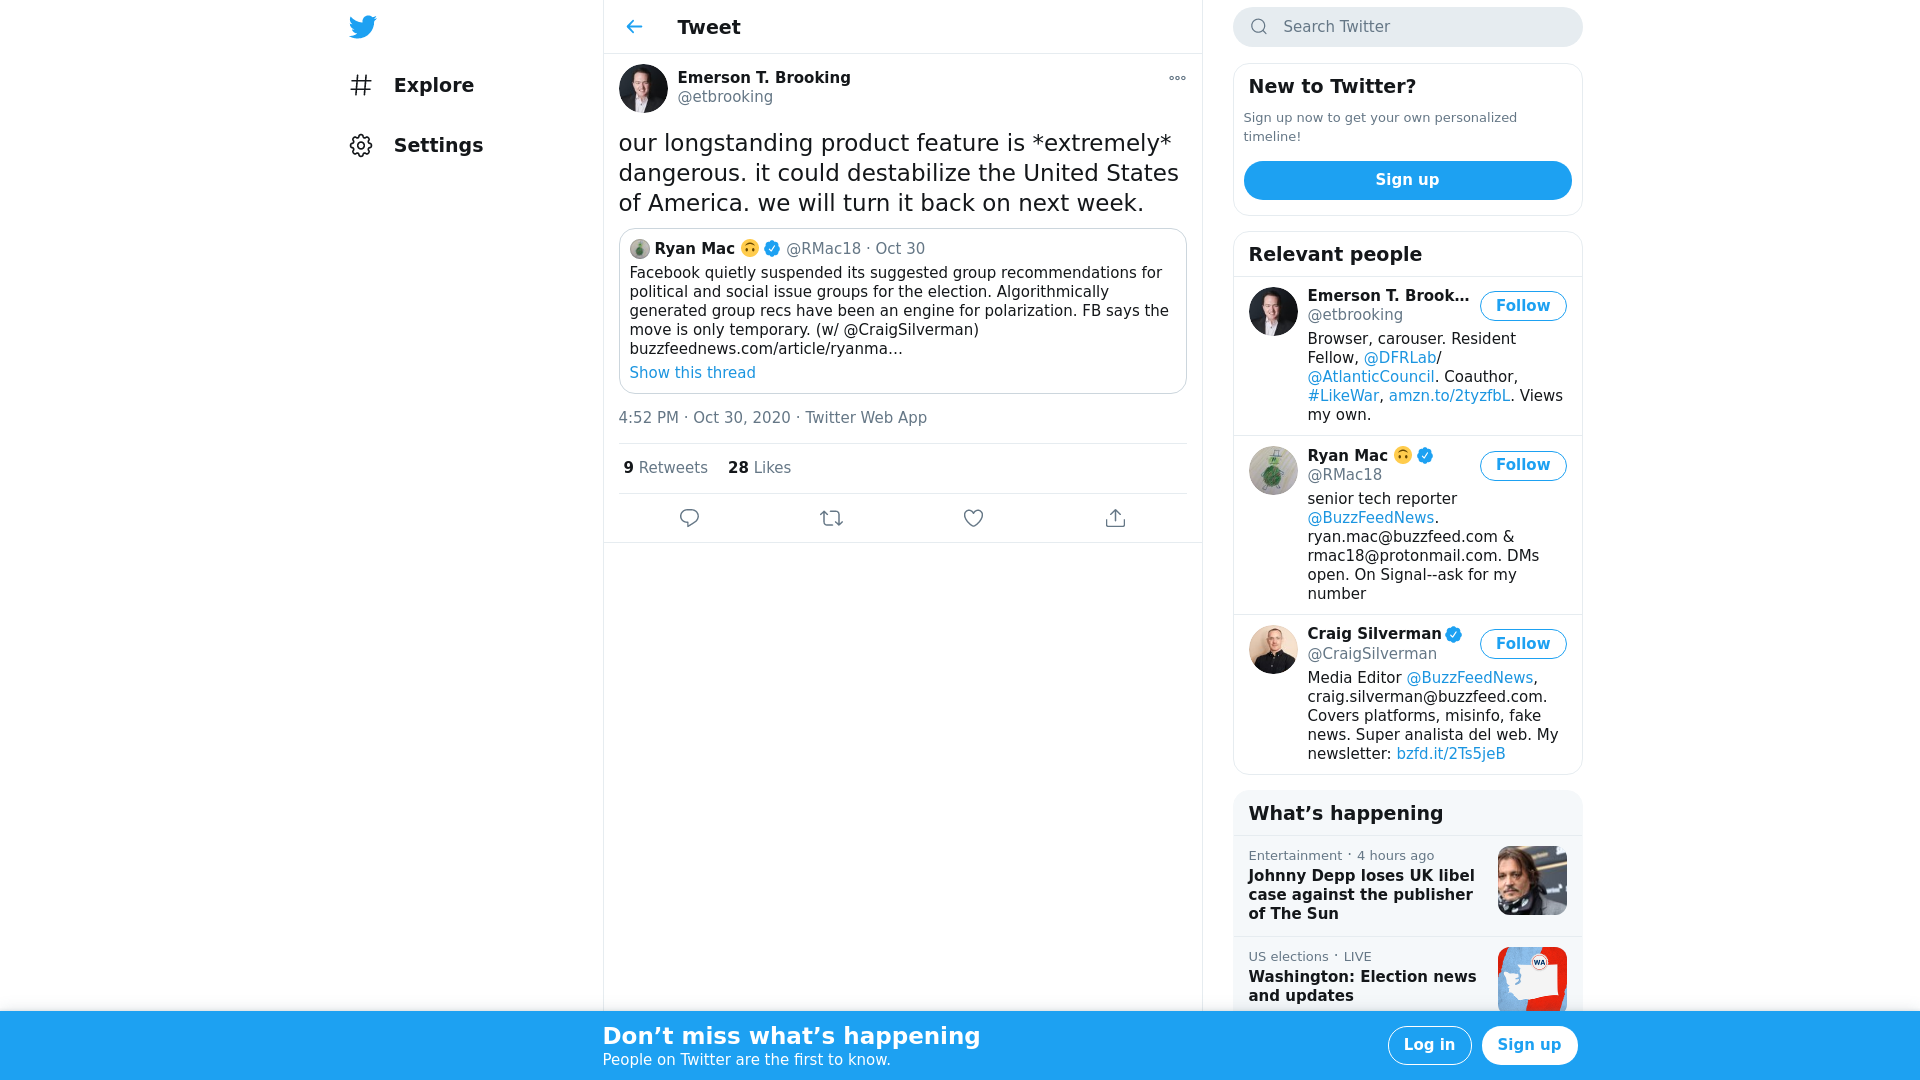 Explore
Settings
Tweet
Emerson T. Brooking
@etbrooking
our longstanding product feature is *extremely*
dangerous. it could destabilize the United States
of America. we will turn it back on next week.
Ryan Mac 🙃 @RMac18 · Oct 30
Facebook quietly suspended its suggested group recommendations for
political and social issue groups for the election. Algorithmically
generated group recs have been an engine for polarization. FB says the
move is only temporary. (w/ @CraigSilverman)
buzzfeednews.com/article/ryanma…
Show this thread
4:52 PM · Oct 30, 2020 · Twitter Web App
9 Retweets 28 Likes
Search Twitter
New to Twitter?
Sign up now to get your own personalized
timeline!
Sign up
Relevant people
Emerson T. Brook…
@etbrooking
Follow
Browser, carouser. Resident
Fellow, @DFRLab/
@AtlanticCouncil. Coauthor,
#LikeWar, amzn.to/2tyzfbL. Views
my own.
Ryan Mac 🙃
@RMac18
Follow
senior tech reporter
@BuzzFeedNews.
ryan.mac@buzzfeed.com &
rmac18@protonmail.com. DMs
open. On Signal--ask for my
number
Craig Silverman
@CraigSilverman
Follow
Media Editor @BuzzFeedNews,
craig.silverman@buzzfeed.com.
Covers platforms, misinfo, fake
news. Super analista del web. My
newsletter: bzfd.it/2Ts5jeB
What’s happening
Entertainment · 4 hours ago
Johnny Depp loses UK libel
case against the publisher
of The Sun
US elections · LIVE
Washington: Election news
and updates
WA
Don’t miss what’s happening
People on Twitter are the first to know.
Log in
Sign up